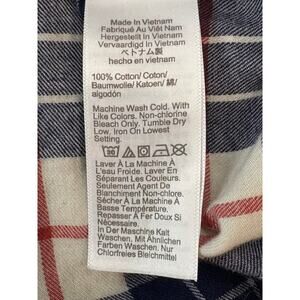 Made In Vietnam
Fabriqué Au Viêt Nam
Hergestellt In Vietnam
Vervaardigd In Vietnam
ベトナム製
hecho en vietnam
100% Cotton/ Coton/
Baumwolle/ Katoen/ 綿/
algodón
Machine Wash Cold. With
Like Colors. Non-chlorine
Bleach Only. Tumble Dry
Low, Iron On Lowest
Setting.
Laver À La Machine À
L'eau Froide. Laver En
Séparant Les Couleurs.
Seulement Agent De
Blanchiment Non-Chloré.
Sécher À La Machine À
Basse Température.
Repasser À Fer Doux Si
Nécessaire.
In Der Maschine Kalt
Waschen. Mit Ähnlichen
Farben Waschen. Nur
Chlorfreies Bleichmittel